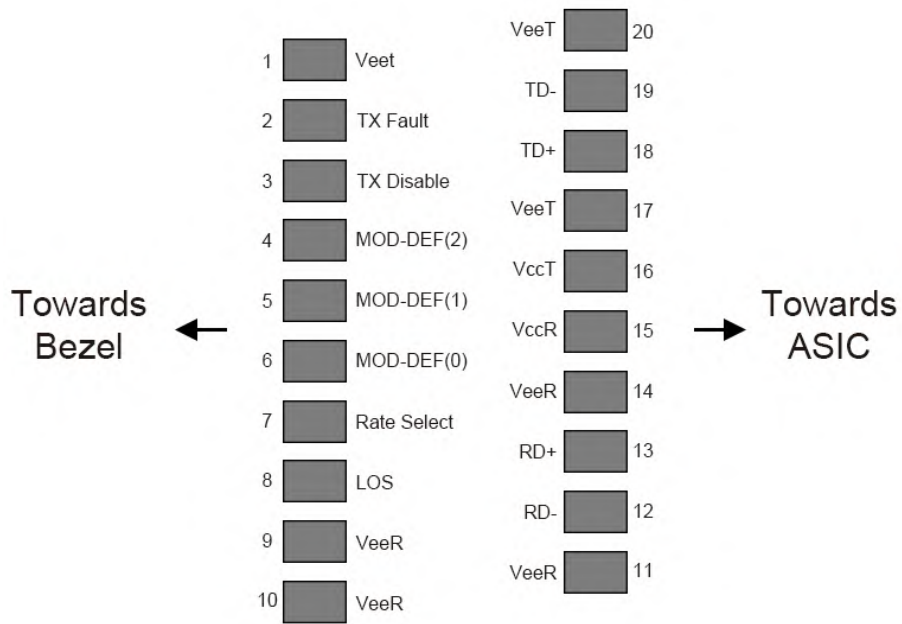 1 Veet
2 TX Fault
3 TX Disable
4 MOD-DEF(2)
5 MOD-DEF(1)
6 MOD-DEF(0)
7 Rate Select
8 LOS
9 VeeR
10 VeeR
VeeT 20
TD- 19
TD+ 18
VeeT 17
VccT 16
VccR 15
VeeR 14
RD+ 13
RD- 12
VeeR 11
Towards
Bezel
Towards
ASIC